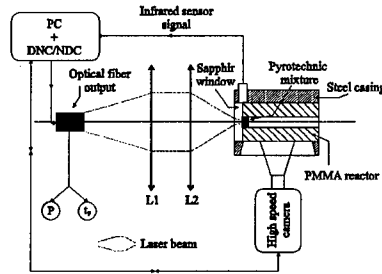 PC
+
DNC/NDC
Infrared sensor
signal
Optical fiber
output
Sapphir
window
Pyrotechnic
mixture
Steel casing
PMMA reactor
L1
L2
P
High speed
camera
Laser beam